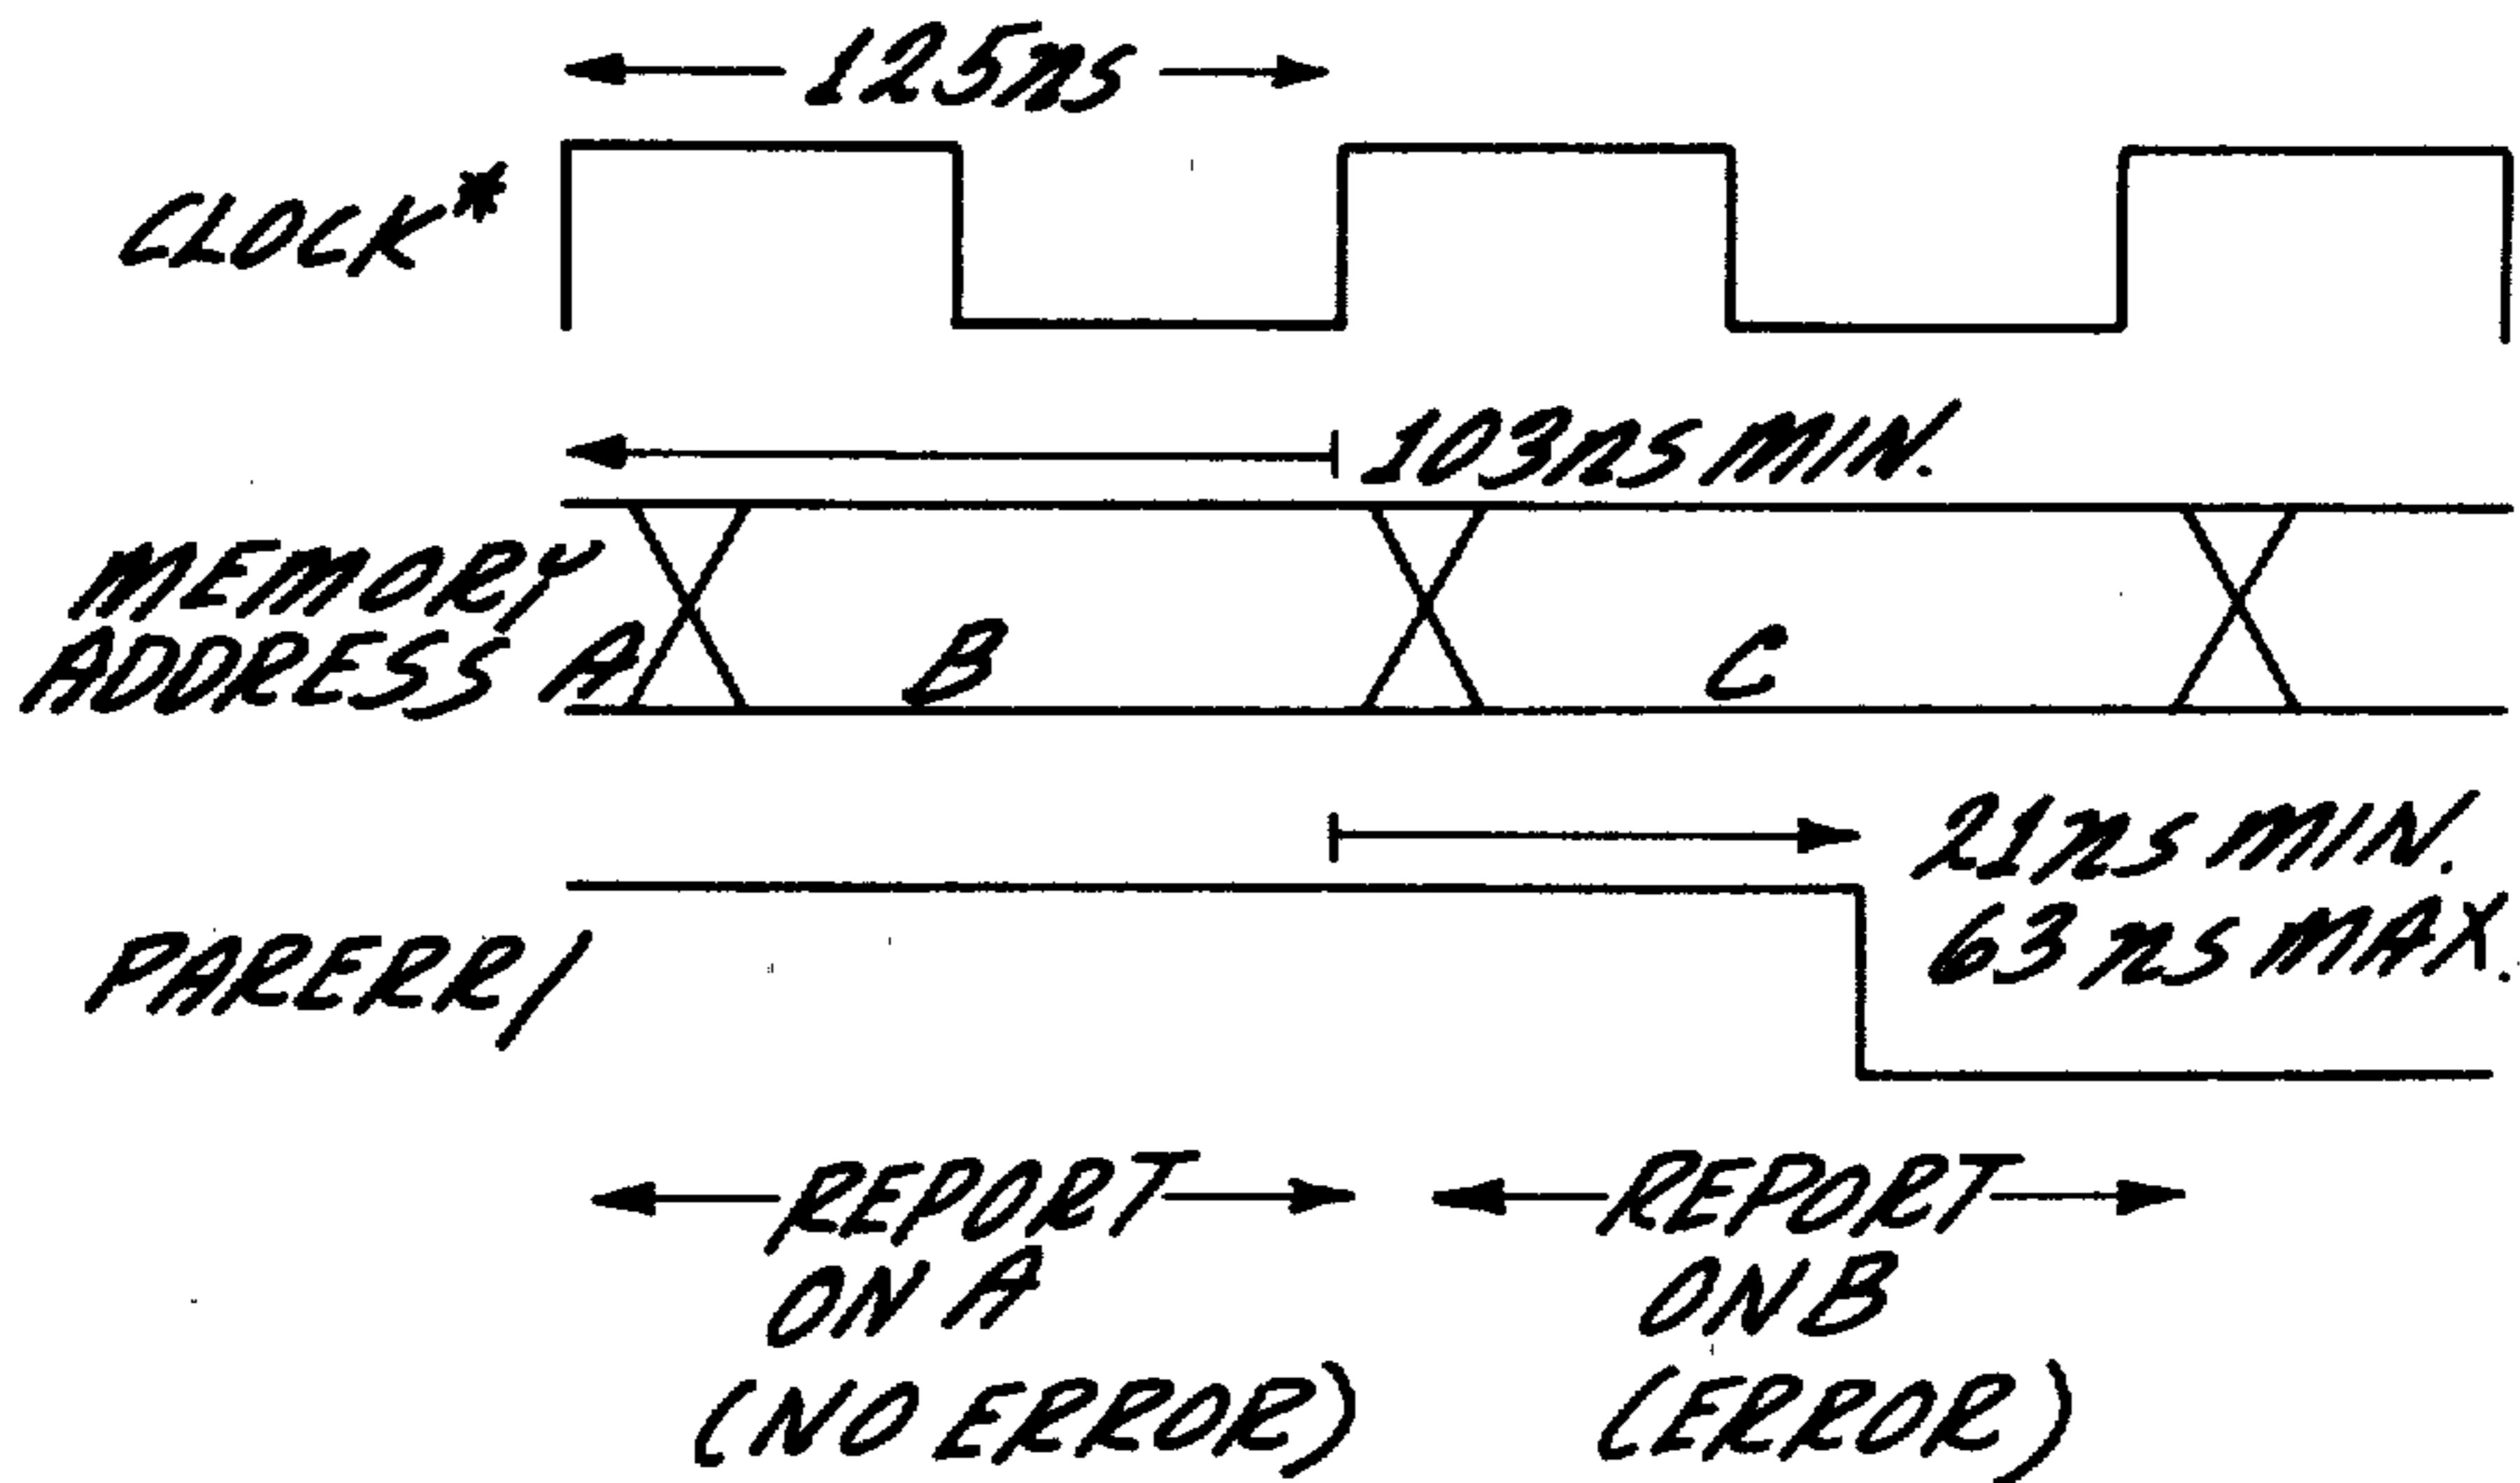 125ns
CLOCK*
103ns MIN.
MEMORY
ADDRESS
A
B
C
21ns MIN.
63ns MAX.
PARERR/
REPORT
ON A
(NO ERROR)
REPORT
ON B
(ERROR)